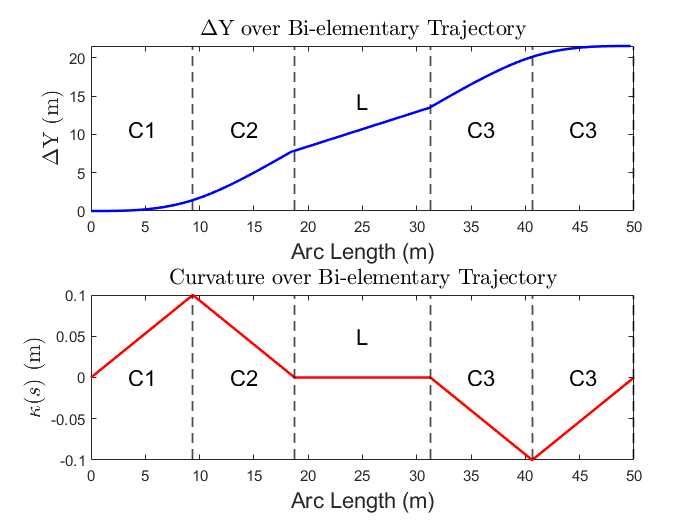 ΔY over Bi-elementary Trajectory
20
15
10
5
0
ΔY (m)
C1
C2
L
C3
C3
0 5 10 15 20 25 30 35 40 45 50
Arc Length (m)
Curvature over Bi-elementary Trajectory
0.1
0.05
0
-0.05
-0.1
κ(s) (m)
C1
C2
L
C3
C3
0 5 10 15 20 25 30 35 40 45 50
Arc Length (m)